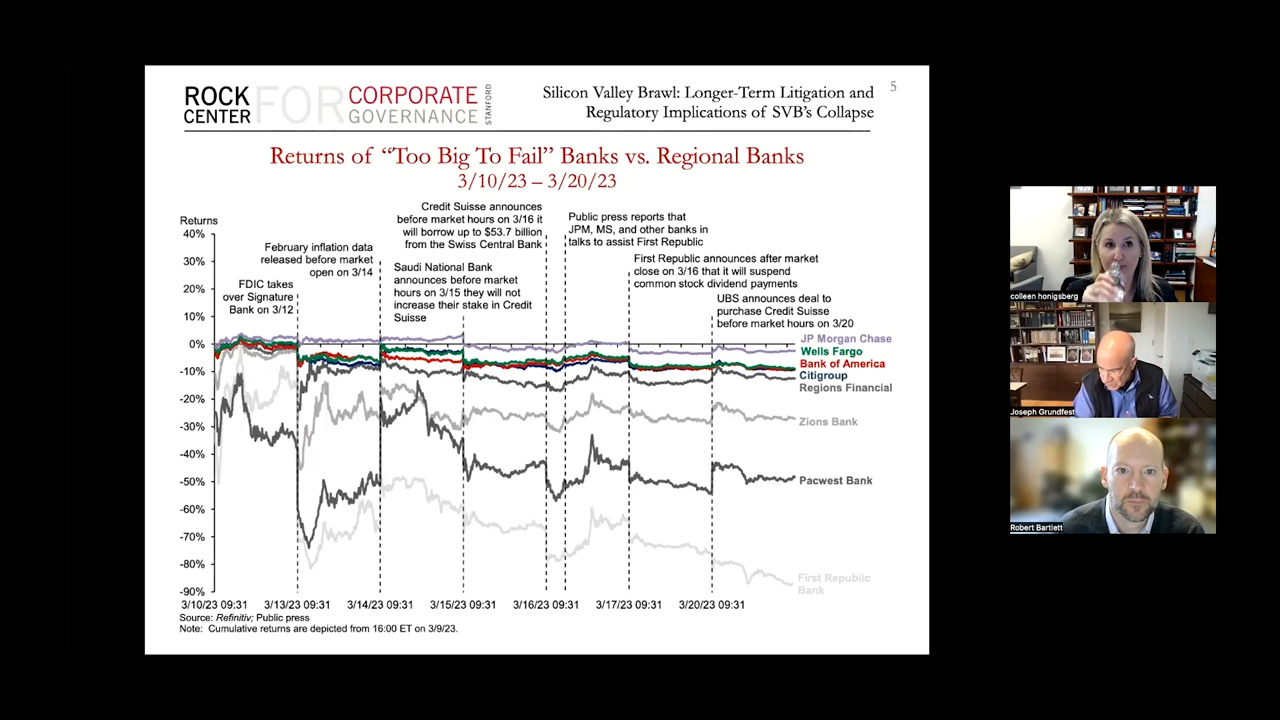 ROCK
CENTER
FOR
CORPORATE
GOVERNANCE
STANFORD
Silicon Valley Brawl: Longer-Term Litigation and
Regulatory Implications of SVB's Collapse
5
Returns of “Too Big To Fail” Banks vs. Regional Banks
3/10/23 – 3/20/23
Returns
40%
30%
20%
10%
0%
-10%
-20%
-30%
-40%
-50%
-60%
-70%
-80%
-90%
FDIC takes
over Signature
Bank on 3/12
February inflation data
released before market
open on 3/14
Credit Suisse announces
before market hours on 3/16 it
will borrow up to $53.7 billion
from the Swiss Central Bank
Saudi National Bank
announces before market
hours on 3/15 they will not
increase their stake in Credit
Suisse
Public press reports that
JPM, MS, and other banks in
talks to assist First Republic
First Republic announces after market
close on 3/16 that it will suspend
common stock dividend payments
UBS announces deal to
purchase Credit Suisse
before market hours on 3/20
JP Morgan Chase
Wells Fargo
Bank of America
Citigroup
Regions Financial
Zions Bank
Pacwest Bank
First Republic
Bank
3/10/23 09:31
3/13/23 09:31
3/14/23 09:31
3/15/23 09:31
3/16/23 09:31
3/17/23 09:31
3/20/23 09:31
Source: Refinitiv; Public press
Note: Cumulative returns are depicted from 16:00 ET on 3/9/23.
colleen honigsberg
Joseph Grundfest
Robert Bartlett